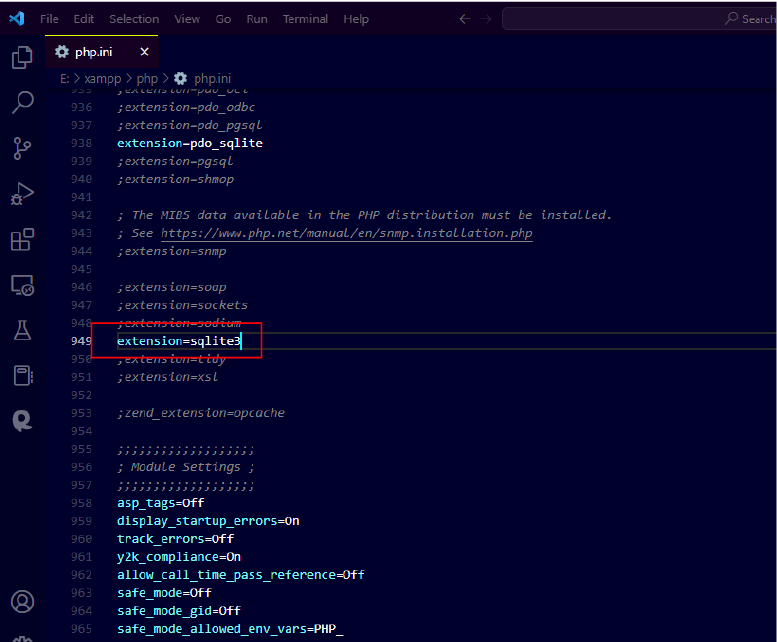 File Edit Selection View Go Run Terminal Help
Search
php.ini
E: > xampp > php > php.ini
935 ;extension=pdo_oci
936 ;extension=pdo_odbc
937 ;extension=pdo_pgsql
938 extension=pdo_sqlite
939 ;extension=pgsql
940 ;extension=shmop
941
942 ; The MIBS data available in the PHP distribution must be installed.
943 ; See https://www.php.net/manual/en/snmp.installation.php
944 ;extension=snmp
945
946 ;extension=soap
947 ;extension=sockets
948 ;extension=sodium
949 extension=sqlite3
950 ;extension=tidy
951 ;extension=xsl
952
953 ;zend_extension=opcache
954
955 ;;;;;;;;;;;;;;;;;;;
956 ; Module Settings ;
957 ;;;;;;;;;;;;;;;;;;;
958 asp_tags=Off
959 display_startup_errors=On
960 track_errors=Off
961 y2k_compliance=On
962 allow_call_time_pass_reference=Off
963 safe_mode=Off
964 safe_mode_gid=Off
965 safe_mode_allowed_env_vars=PHP_